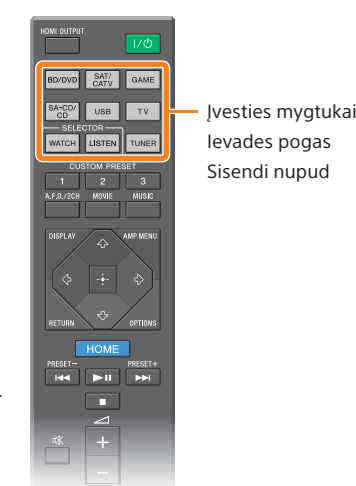 HDMI OUTPUT
I/⏻
BD/DVD SAT/CATV GAME
SA-CD/CD USB TV
SELECTOR
WATCH LISTEN TUNER
Įvesties mygtukai
Ievades pogas
Sisendi nupud
CUSTOM PRESET
1 2 3
A.F.D./2CH MOVIE MUSIC
DISPLAY AMP MENU
RETURN OPTIONS
HOME
PRESET− PRESET+
+
−